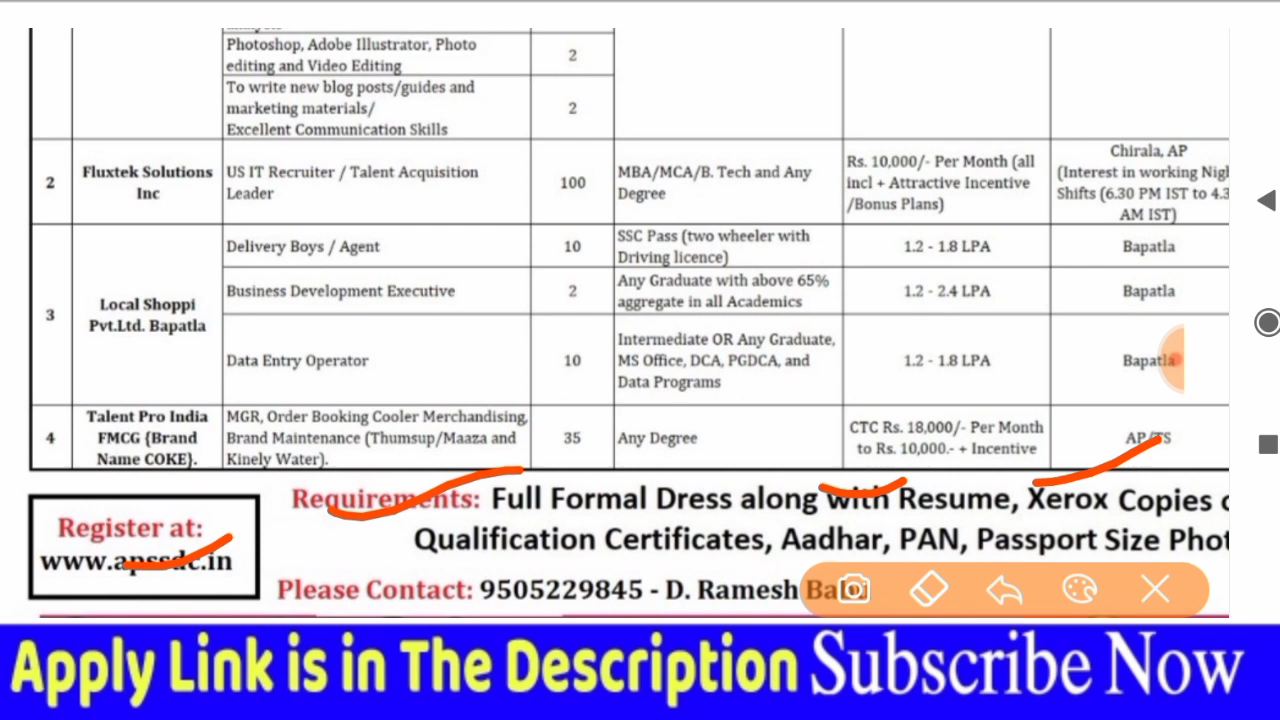 Photoshop, Adobe Illustrator, Photo
editing and Video Editing
2
To write new blog posts/guides and
marketing materials/
Excellent Communication Skills
2
2
Fluxtek Solutions
Inc
US IT Recruiter / Talent Acquisition
Leader
100
MBA/MCA/B. Tech and Any
Degree
Rs. 10,000/- Per Month (all
incl + Attractive Incentive
/Bonus Plans)
Chirala, AP
(Interest in working
Shifts (6.30 PM IST to
AM IST)
3
Local Shoppi
Pvt.Ltd. Bapatla
Delivery Boys / Agent
10
SSC Pass (two wheeler with
Driving licence)
1.2 - 1.8 LPA
Bapatla
Business Development Executive
2
Any Graduate with above 65%
aggregate in all Academics
1.2 - 2.4 LPA
Bapatla
Data Entry Operator
10
Intermediate OR Any Graduate,
MS Office, DCA, PGDCA, and
Data Programs
1.2 - 1.8 LPA
Bapatla
4
Talent Pro India
FMCG {Brand
Name COKE}.
MGR, Order Booking Cooler Merchandising,
Brand Maintenance (Thumsup/Maaza and
Kinely Water).
35
Any Degree
CTC Rs. 18,000/- Per Month
to Rs. 10,000.- + Incentive
AP/TS
Register at:
www.apssdc.in
Requirements: Full Formal Dress along with Resume, Xerox Copies
Qualification Certificates, Aadhar, PAN, Passport Size
Please Contact: 9505229845 - D. Ramesh Babu
Apply Link is in The Description Subscribe Now